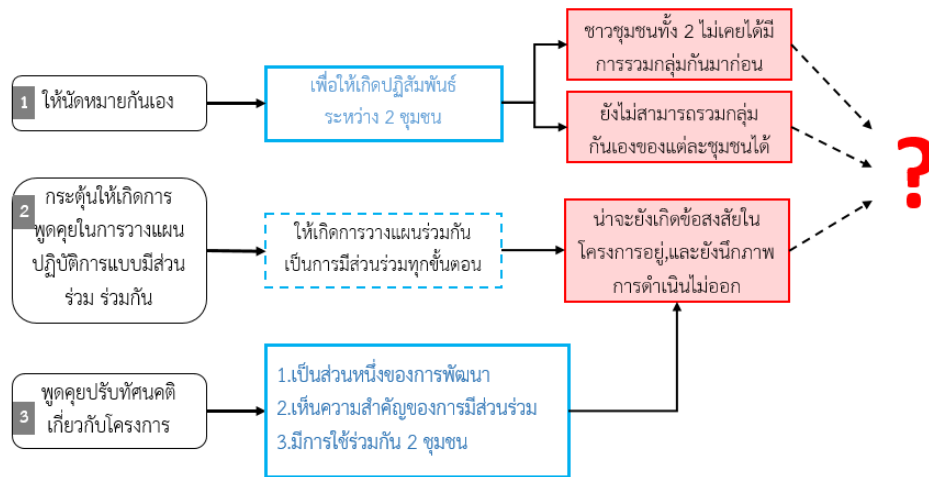 1
ให้นัดหมายกันเอง
เพื่อให้เกิดปฏิสัมพันธ์
ระหว่าง 2 ชุมชน
ชาวชุมชนทั้ง 2 ไม่เคยได้มี
การรวมกลุ่มกันมาก่อน
ยังไม่สามารถรวมกลุ่ม
กันเองของแต่ละชุมชนได้
?
2
กระตุ้นให้เกิดการ
พูดคุยในการวางแผน
ปฏิบัติการแบบมีส่วน
ร่วม ร่วมกัน
ให้เกิดการวางแผนร่วมกัน
เป็นการมีส่วนร่วมทุกขั้นตอน
น่าจะยังเกิดข้อสงสัยใน
โครงการอยู่,และยังนึกภาพ
การดำเนินไม่ออก
3
พูดคุยปรับทัศนคติ
เกี่ยวกับโครงการ
1.เป็นส่วนหนึ่งของการพัฒนา
2.เห็นความสำคัญของการมีส่วนร่วม
3.มีการใช้ร่วมกัน 2 ชุมชน